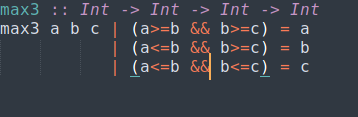 max3 :: Int -> Int -> Int -> Int
max3 a b c | (a>=b && b>=c) = a
           | (a<=b && b>=c) = b
           | (a<=b && b<=c) = c